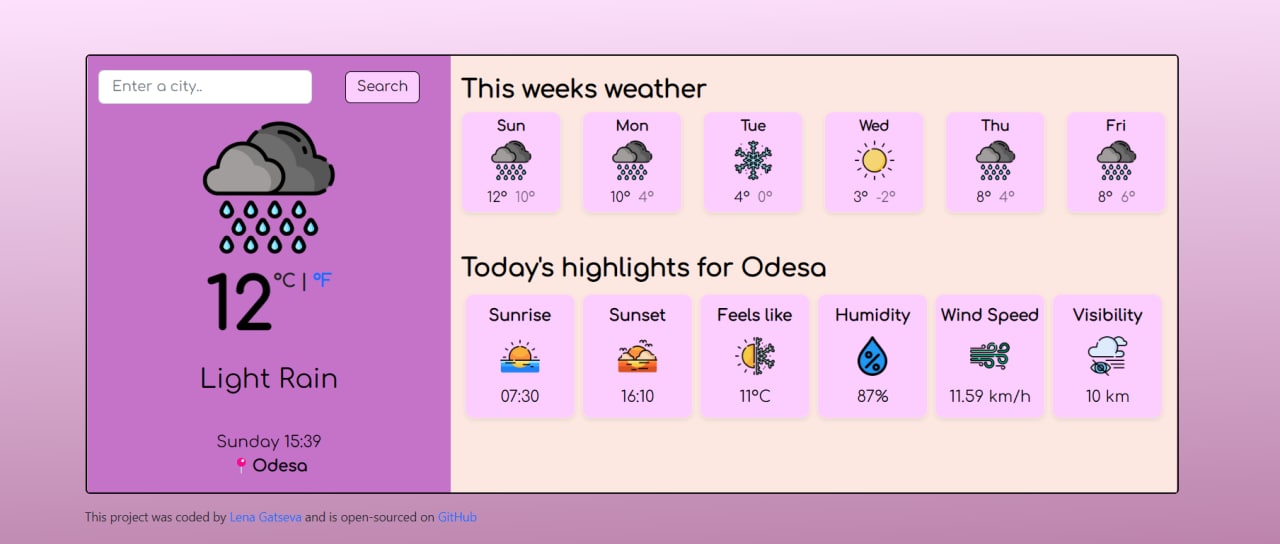 Enter a city..
Search
12°C | °F
Light Rain
Sunday 15:39
Odesa
This weeks weather
Sun Mon Tue Wed Thu Fri
12° 10° 10° 4° 4° 0° 3° -2° 8° 4° 8° 6°
Today's highlights for Odesa
Sunrise Sunset Feels like Humidity Wind Speed Visibility
07:30 16:10 11°C 87% 11.59 km/h 10 km
This project was coded by Lena Gatseva and is open-sourced on GitHub